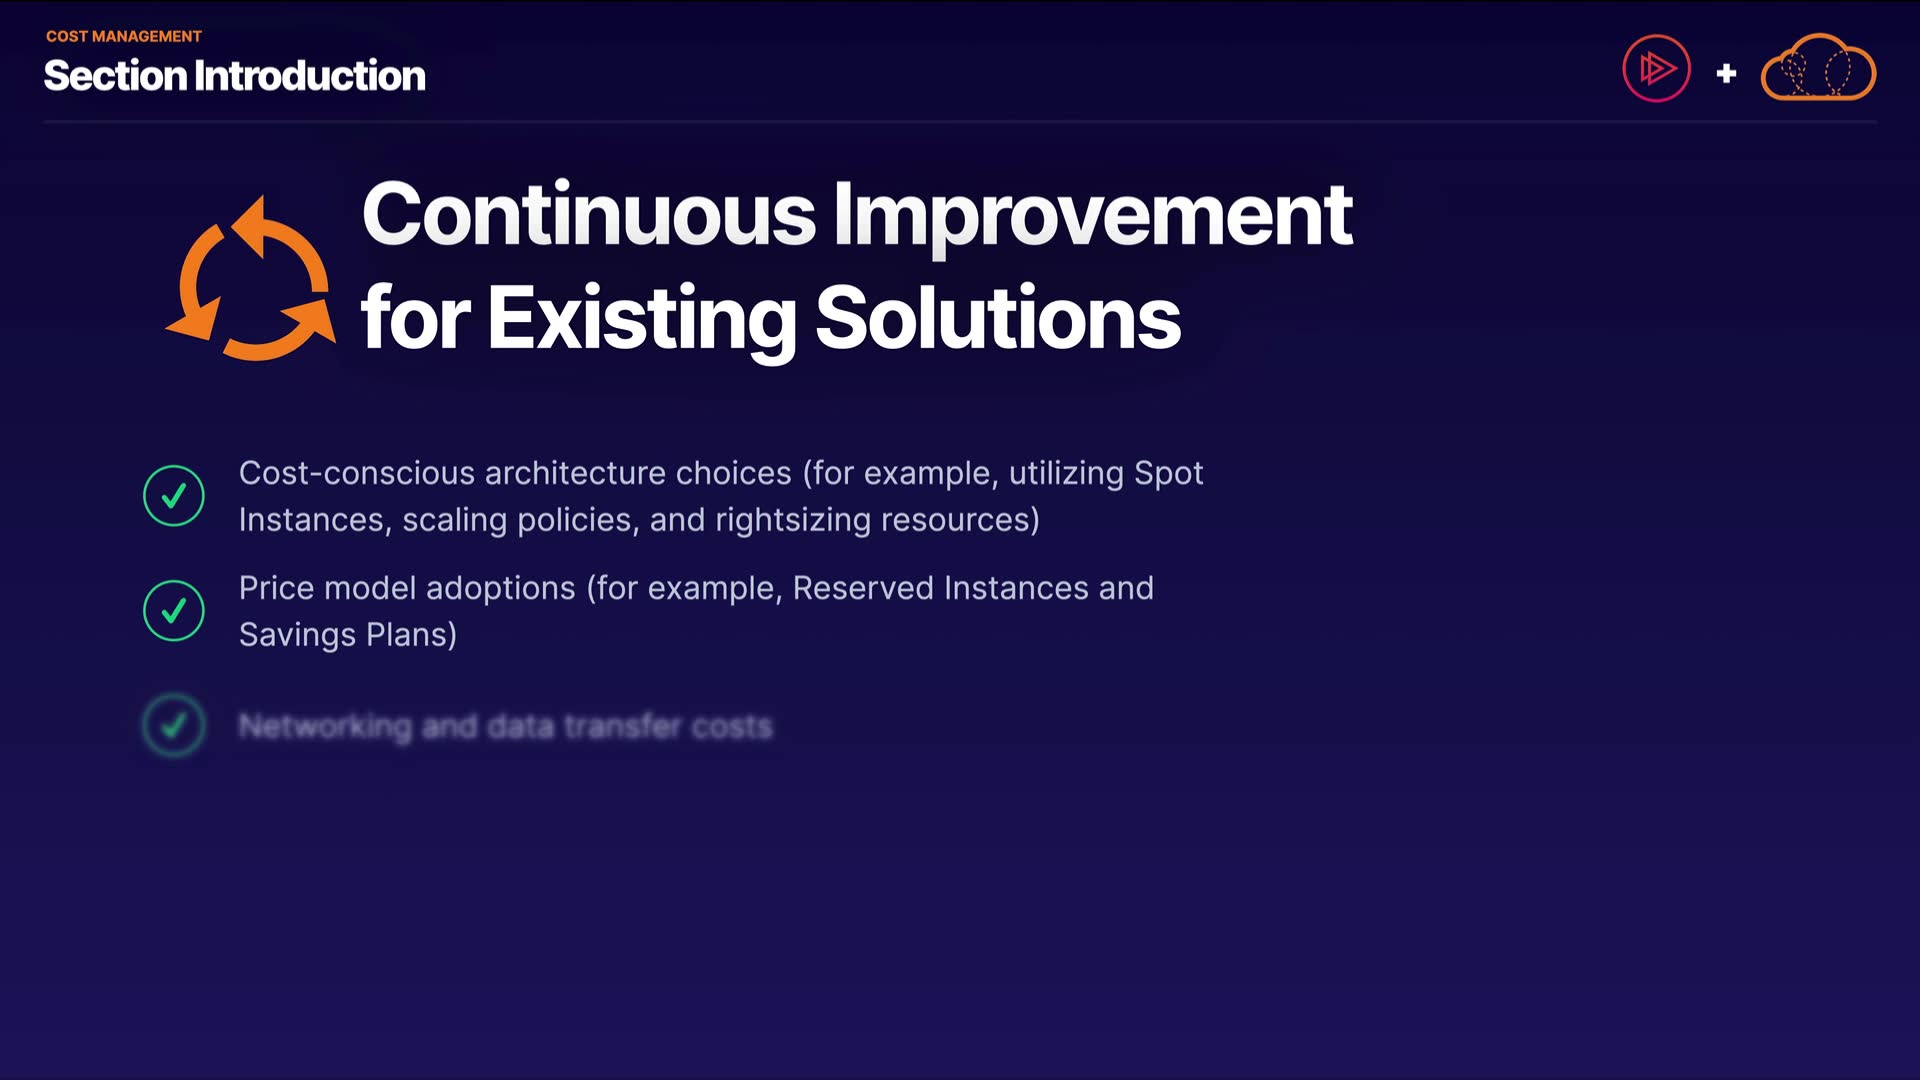 COST MANAGEMENT
Section Introduction
Continuous Improvement
for Existing Solutions
Cost-conscious architecture choices (for example, utilizing Spot
Instances, scaling policies, and rightsizing resources)
Price model adoptions (for example, Reserved Instances and
Savings Plans)
Networking and data transfer costs